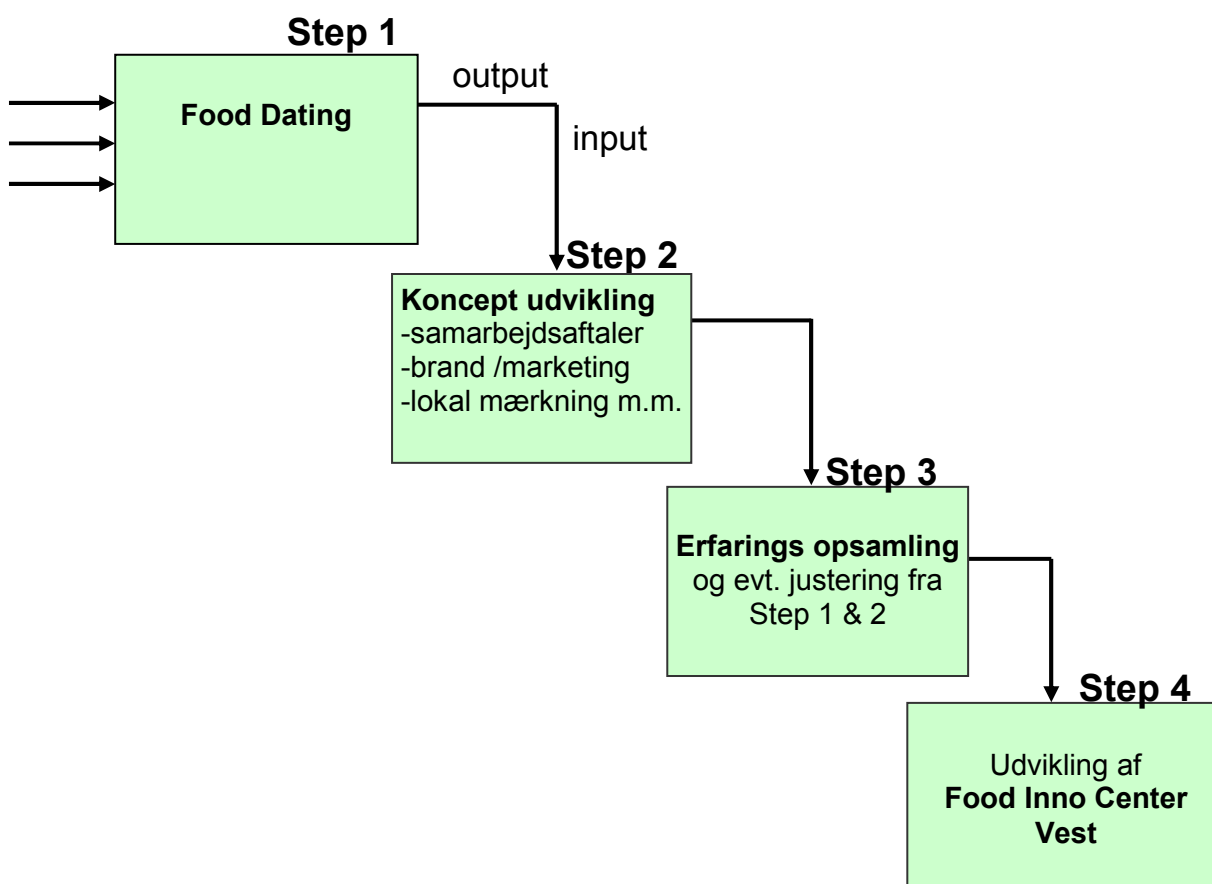 Step 1
Food Dating
output
input
Step 2
Koncept udvikling
-samarbejdsaftaler
-brand /marketing
-lokal mærkning m.m.
Step 3
Erfarings opsamling
og evt. justering fra
Step 1 & 2
Step 4
Udvikling af
Food Inno Center
Vest